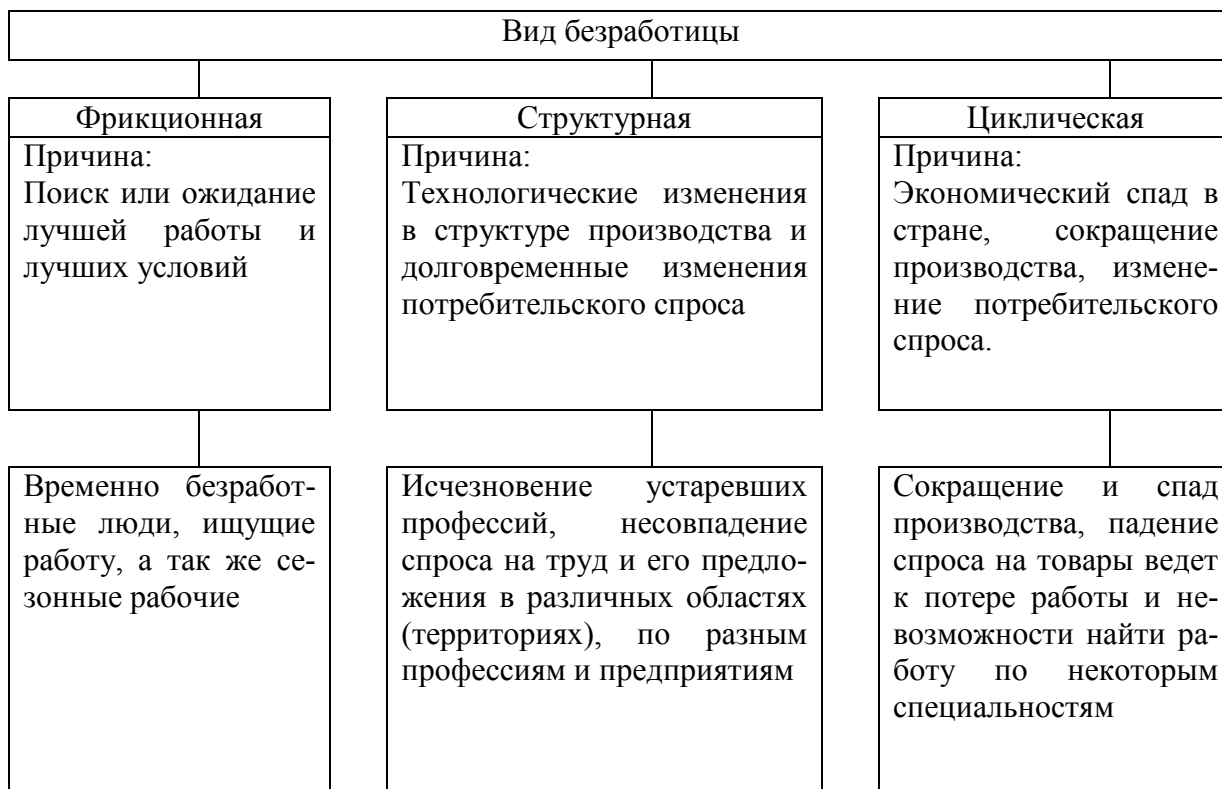 Вид безработицы
Фрикционная
Причина:
Поиск или ожидание
лучшей работы и
лучших условий
Временно безработ-
ные люди, ищущие
работу, а так же се-
зонные рабочие
Структурная
Причина:
Технологические изменения
в структуре производства и
долговременные изменения
потребительского спроса
Исчезновение устаревших
профессий, несовпадение
спроса на труд и его предло-
жения в различных областях
(территориях), по разным
профессиям и предприятиям
Циклическая
Причина:
Экономический спад в
стране, сокращение
производства, измене-
ние потребительского
спроса.
Сокращение и спад
производства, падение
спроса на товары ведет
к потере работы и не-
возможности найти ра-
боту по некоторым
специальностям